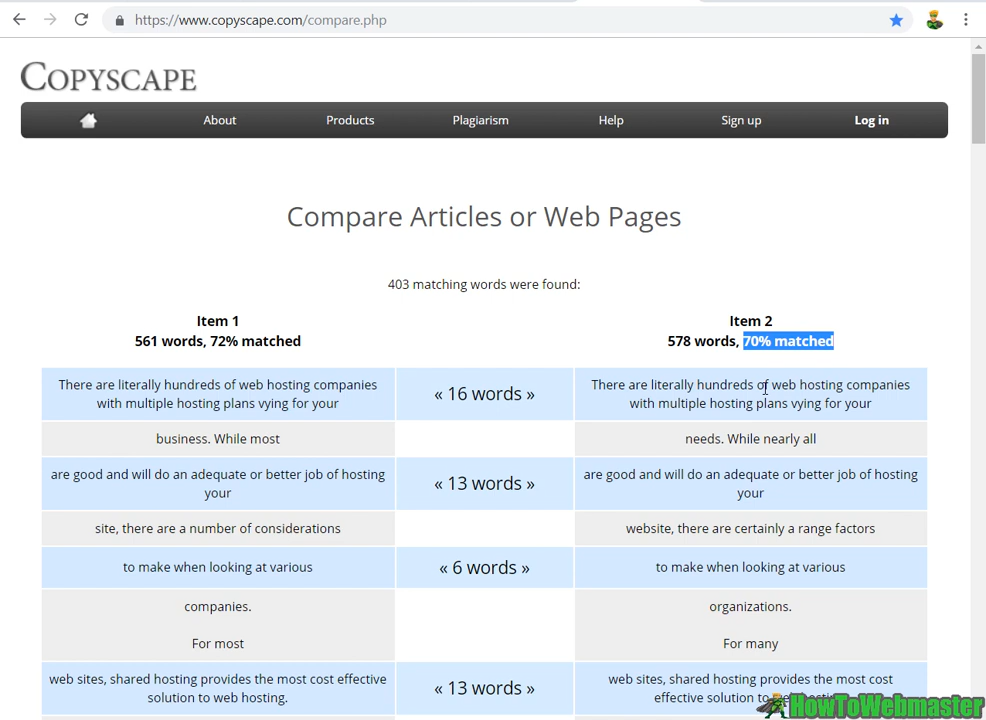 https://www.copyscape.com/compare.php
COPYSCAPE
About Products Plagiarism Help Sign up Log in
Compare Articles or Web Pages
403 matching words were found:
Item 1 Item 2
561 words, 72% matched 578 words, 70% matched
There are literally hundreds of web hosting companies « 16 words » There are literally hundreds of web hosting companies
with multiple hosting plans vying for your with multiple hosting plans vying for your
business. While most needs. While nearly all
are good and will do an adequate or better job of hosting « 13 words » are good and will do an adequate or better job of hosting
your your
site, there are a number of considerations website, there are certainly a range factors
to make when looking at various « 6 words » to make when looking at various
companies. organizations.
For most For many
web sites, shared hosting provides the most cost effective « 13 words » web sites, shared hosting provides the most cost
solution to web hosting. effective solution to
HowToWebmaster